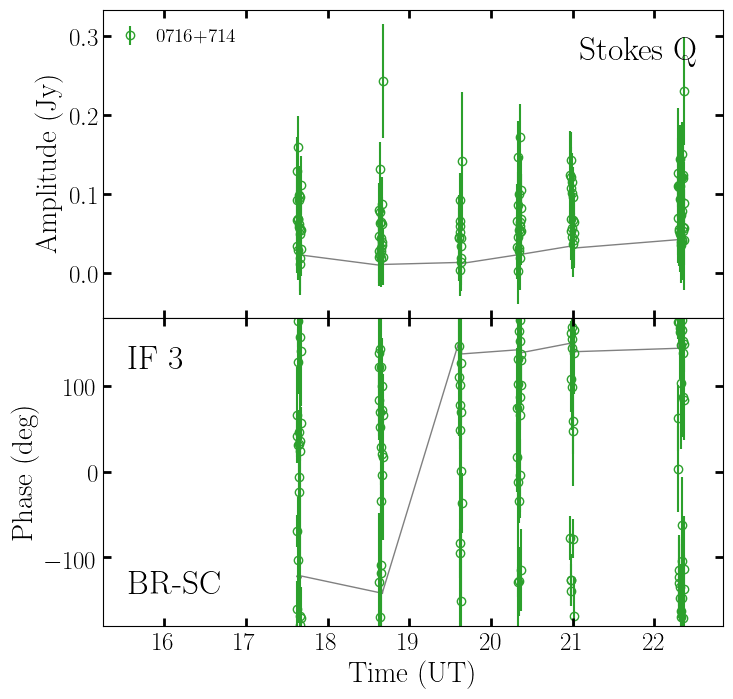 0716+714
Stokes Q
Amplitude (Jy)
0.3
0.2
0.1
0.0
IF 3
BR-SC
Phase (deg)
100
0
−100
16 17 18 19 20 21 22
Time (UT)